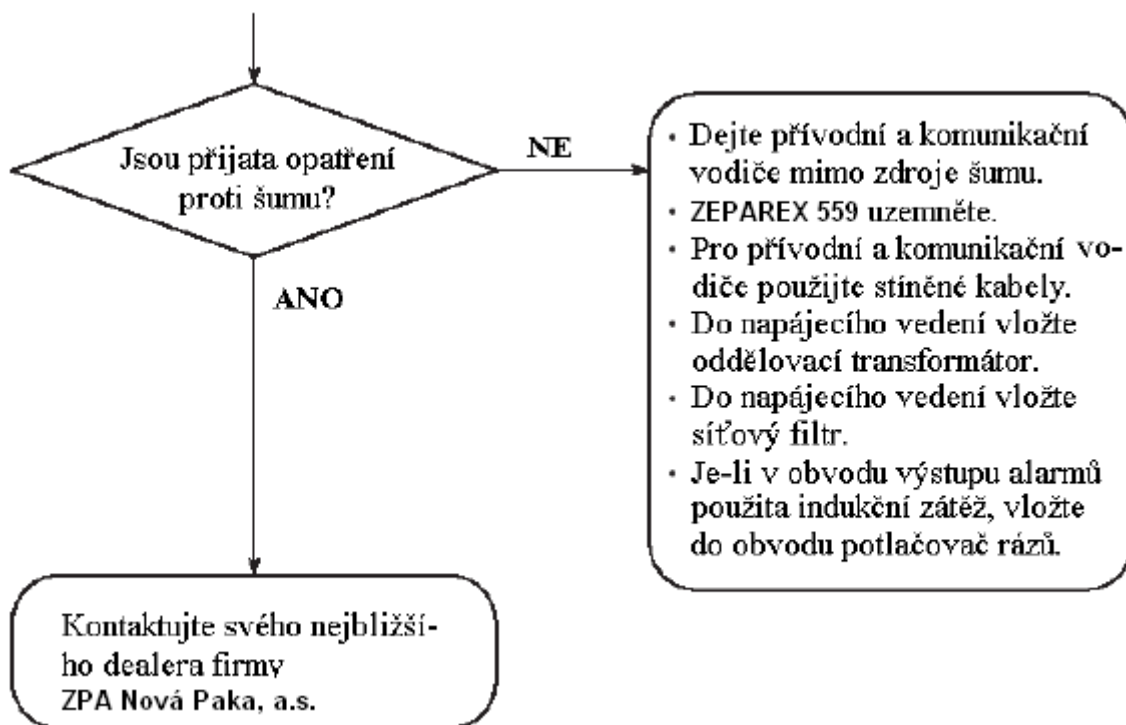 Jsou přijata opatření
proti šumu?
NE
ANO
• Dejte přívodní a komunikační
vodiče mimo zdroje šumu.
• ZEPAREX 559 uzemněte.
• Pro přívodní a komunikační vo-
diče použijte stíněné kabely.
• Do napájecího vedení vložte
oddělovací transformátor.
• Do napájecího vedení vložte
síťový filtr.
• Je-li v obvodu výstupu alarmů
použita indukční zátěž, vložte
do obvodu potlačovač rázů.
Kontaktujte svého nejbližší-
ho dealera firmy
ZPA Nová Paka, a.s.